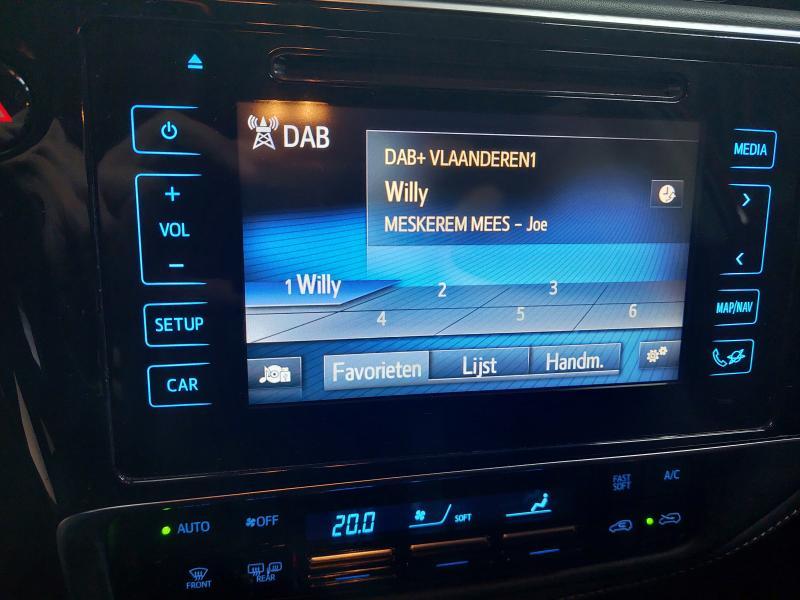 DAB
DAB+ VLAANDEREN1
Willy
MESKEREM MEES - Joe
1 Willy
2
3
4
5
6
Favorieten
Lijst
Handm.
+
VOL
-
SETUP
CAR
MEDIA
MAP/NAV
AUTO
OFF
20.0
SOFT
FAST
SOFT
A/C
FRONT
REAR